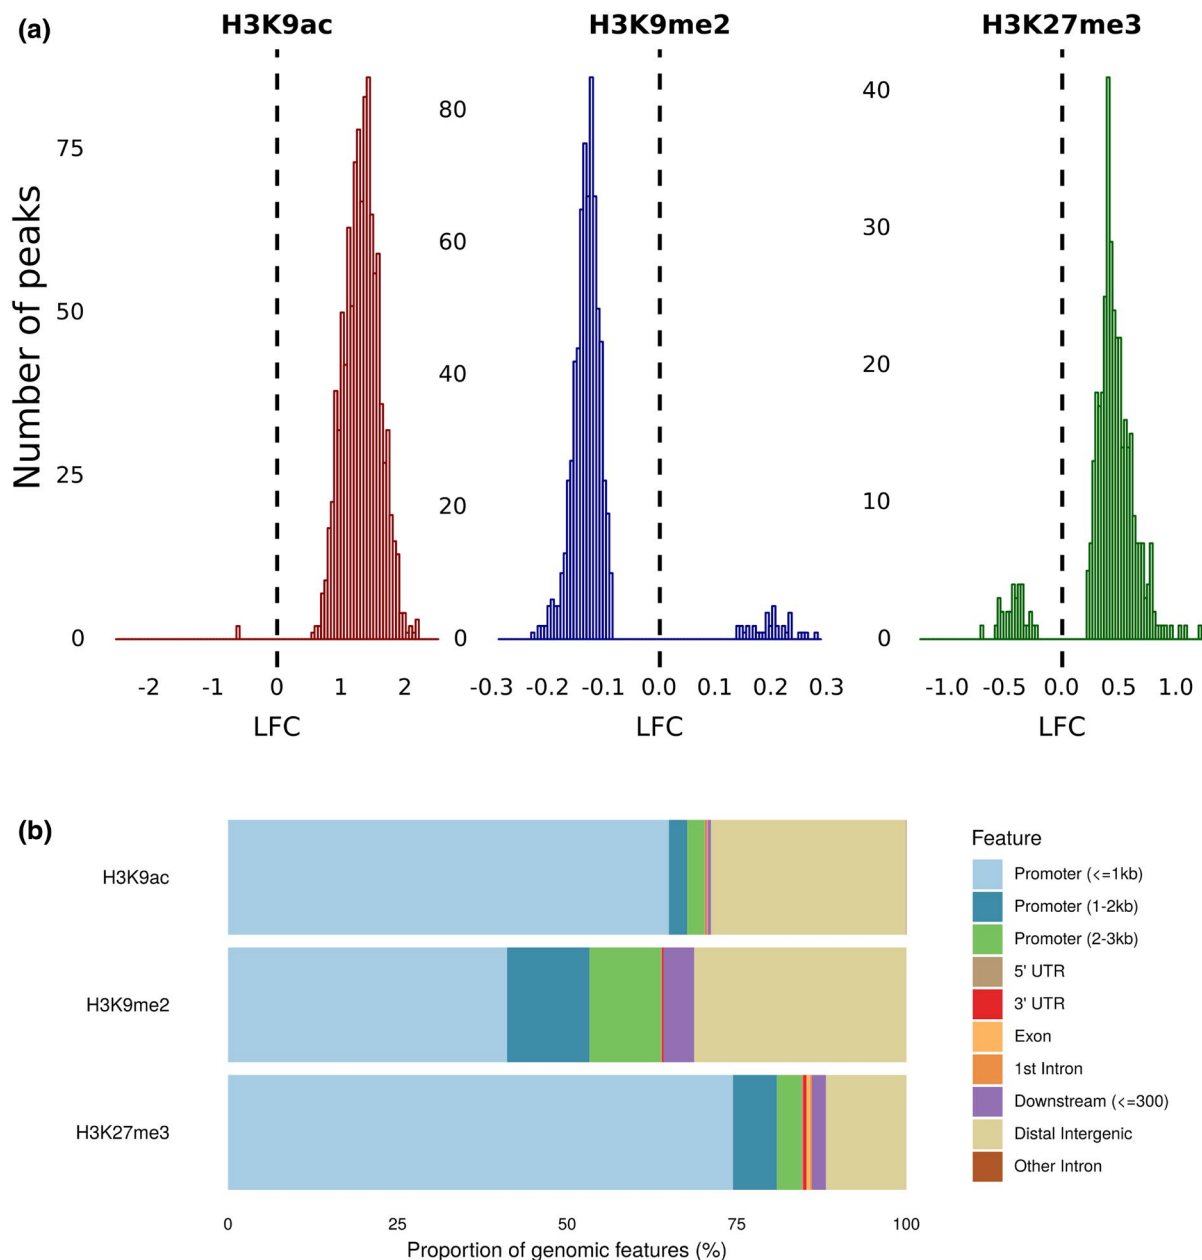 (a)
H3K9ac
H3K9me2
H3K27me3
Number of peaks
75
50
25
0
80
60
40
20
0
40
30
20
10
0
-2 -1 0 1 2
-0.3 -0.2 -0.1 0.0 0.1 0.2 0.3
-1.0 -0.5 0.0 0.5 1.0
LFC
LFC
LFC
(b)
H3K9ac
H3K9me2
H3K27me3
0 25 50 75 100
Proportion of genomic features (%)
Feature
Promoter (<=1kb)
Promoter (1-2kb)
Promoter (2-3kb)
5' UTR
3' UTR
Exon
1st Intron
Downstream (<=300)
Distal Intergenic
Other Intron